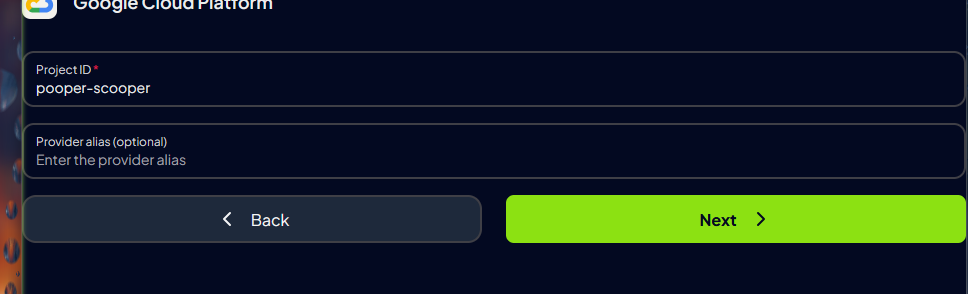 Google Cloud Platform
Project ID *
pooper-scooper
Provider alias (optional)
Enter the provider alias
Back
Next